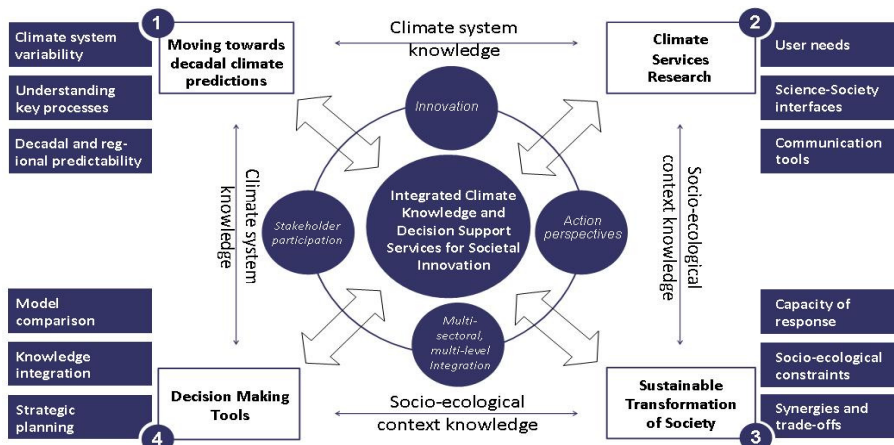 1
Climate system
variability
Understanding
key processes
Decadal and reg-
ional predictability
Moving towards
decadal climate
predictions
Climate system
knowledge
2
Climate
Services
Research
User needs
Science-Society
interfaces
Communication
tools
Innovation
Climate system
knowledge
Stakeholder
participation
Integrated Climate
Knowledge and
Decision Support
Services for Societal
Innovation
Action
perspectives
Socio-ecological
context knowledge
Multi-
sectoral,
multi-level
Integration
Model
comparison
Knowledge
integration
Strategic
planning
4
Decision Making
Tools
Socio-ecological
context knowledge
Sustainable
Transformation
of Society
3
Capacity of
response
Socio-ecological
constraints
Synergies and
trade-offs